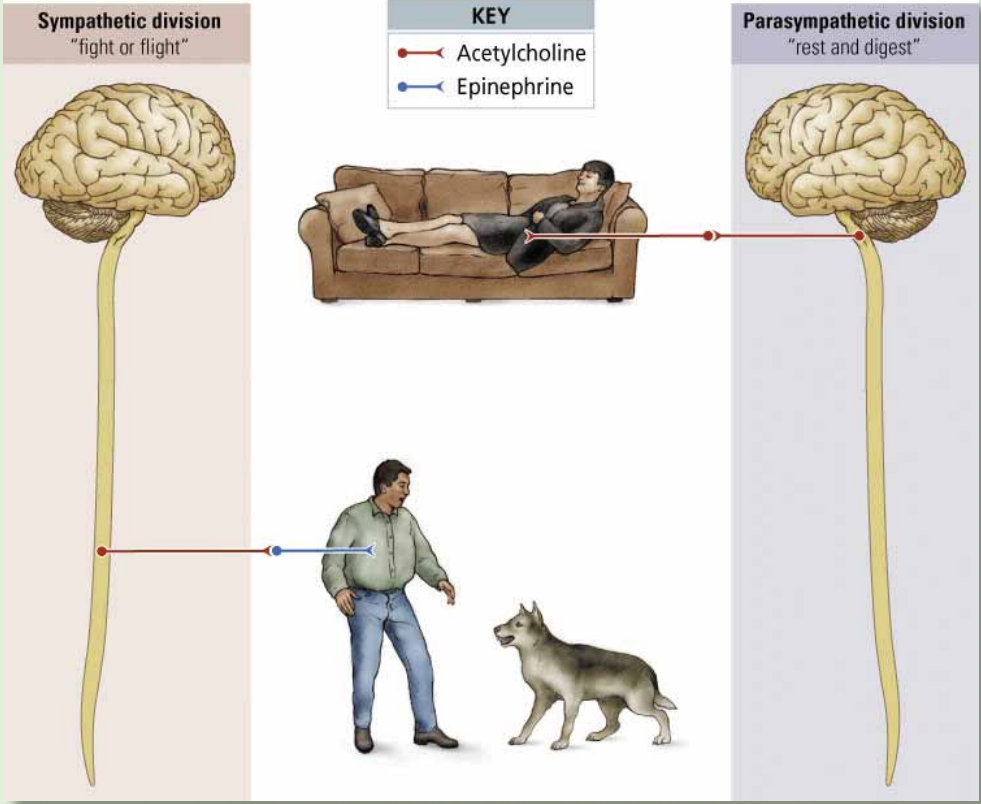 Sympathetic division
"fight or flight"
KEY
Acetylcholine
Epinephrine
Parasympathetic division
"rest and digest"